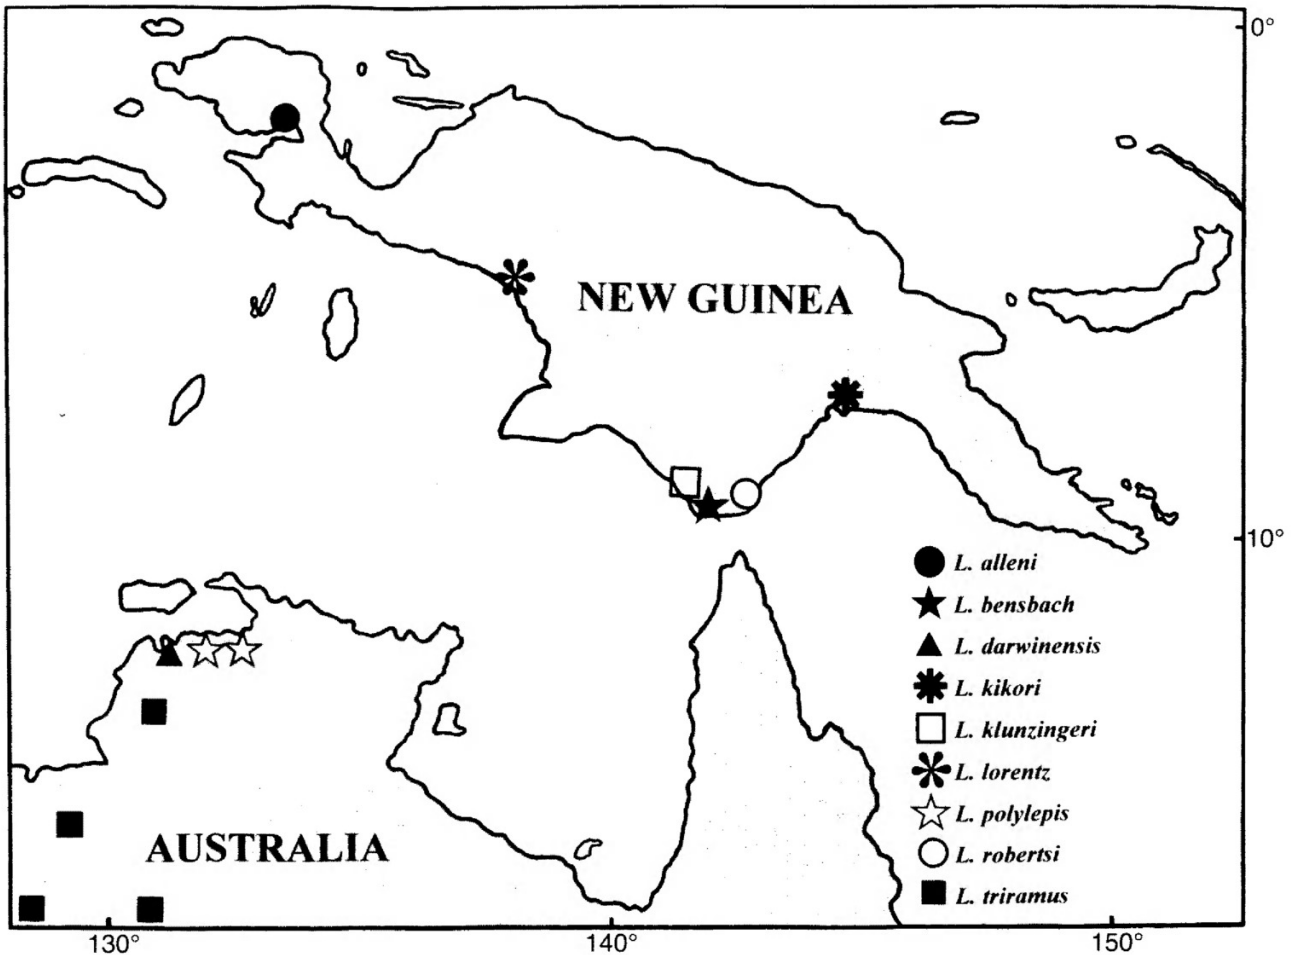 0°
NEW GUINEA
10°
L. alleni
L. bensbach
L. darwinensis
L. kikori
L. klunzingeri
L. lorentz
L. polylepis
L. robertsi
L. triramus
AUSTRALIA
130°
140°
150°